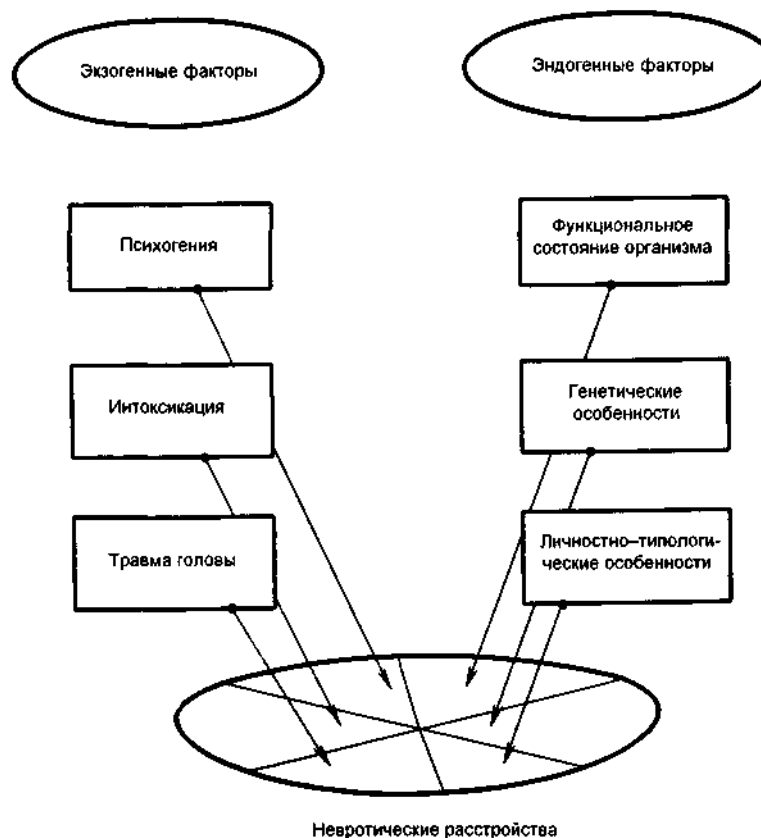 Экзогенные факторы
Эндогенные факторы
Психогения
Функциональное
состояние организма
Интоксикация
Генетические
особенности
Травма головы
Личностно–типологи-
ческие особенности
Невротические расстройства